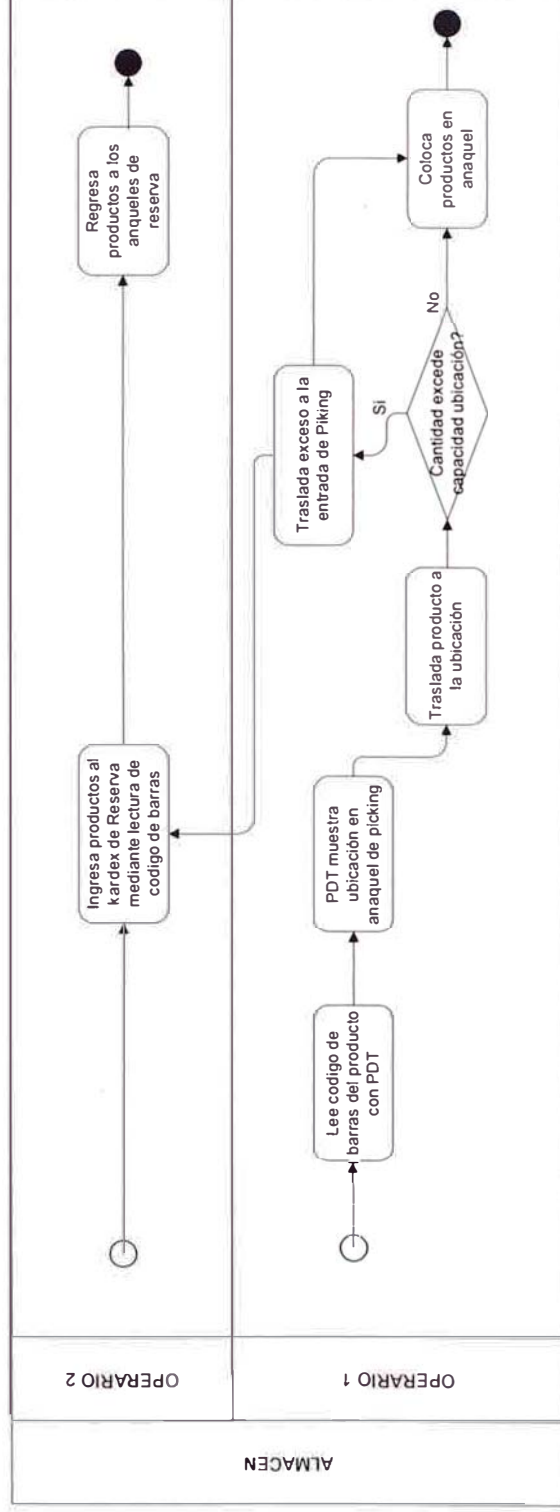 ALMACEN
OPERARIO 2
Ingresa productos al
kardex de Reserva
mediante lectura de
codigo de barras
Regresa
productos a los
anqueles de
reserva
OPERARIO 1
Lee codigo de
barras del producto
con PDT
PDT muestra
ubicación en
anaquel de picking
Traslada producto a
la ubicación
Cantidad excede
capacidad ubicación?
Si
No
Traslada exceso a la
entrada de Piking
Coloca
productos en
anaquel